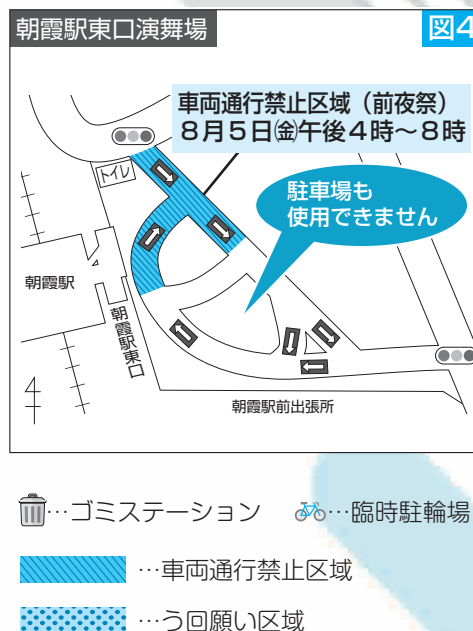 朝霞駅東口演舞場
図4
車両通行禁止区域（前夜祭）
8月5日㈮午後4時～8時
トイレ
駐車場も
使用できません
朝霞駅
朝霞駅東口
朝霞駅前出張所
…ゴミステーション
…臨時駐輪場
…車両通行禁止区域
…う回願い区域